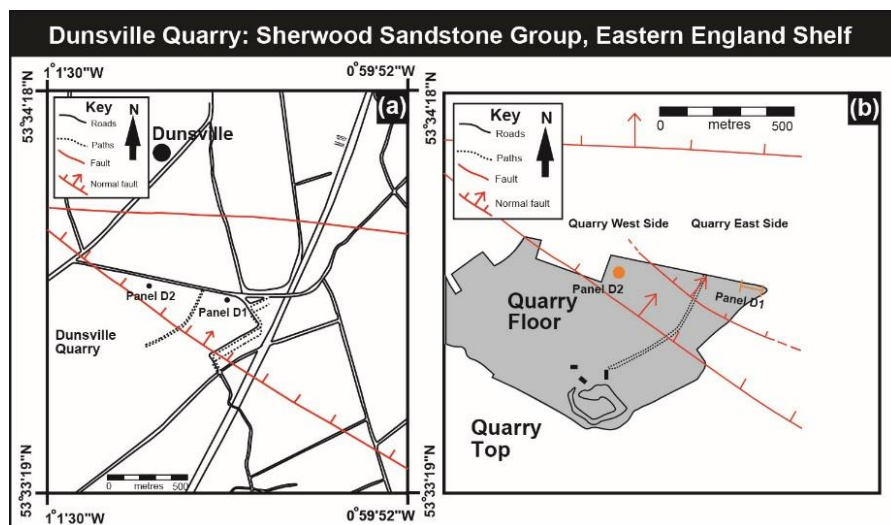 Dunsville Quarry: Sherwood Sandstone Group, Eastern England Shelf
1°1'30"W
0°59'52"W
53°34'18"N
(a)
Key
N
Roads
Paths
Fault
Normal fault
Dunsville
Panel D2
Panel D1
Dunsville
Quarry
0 metres 500
53°33'19"N
1°1'30"W
0°59'52"W
53°34'18"N
(b)
Key
N
Roads
Paths
Fault
Normal fault
0 metres 500
Quarry West Side
Quarry East Side
Panel D2
Panel D1
Quarry
Floor
Quarry
Top
53°33'19"N